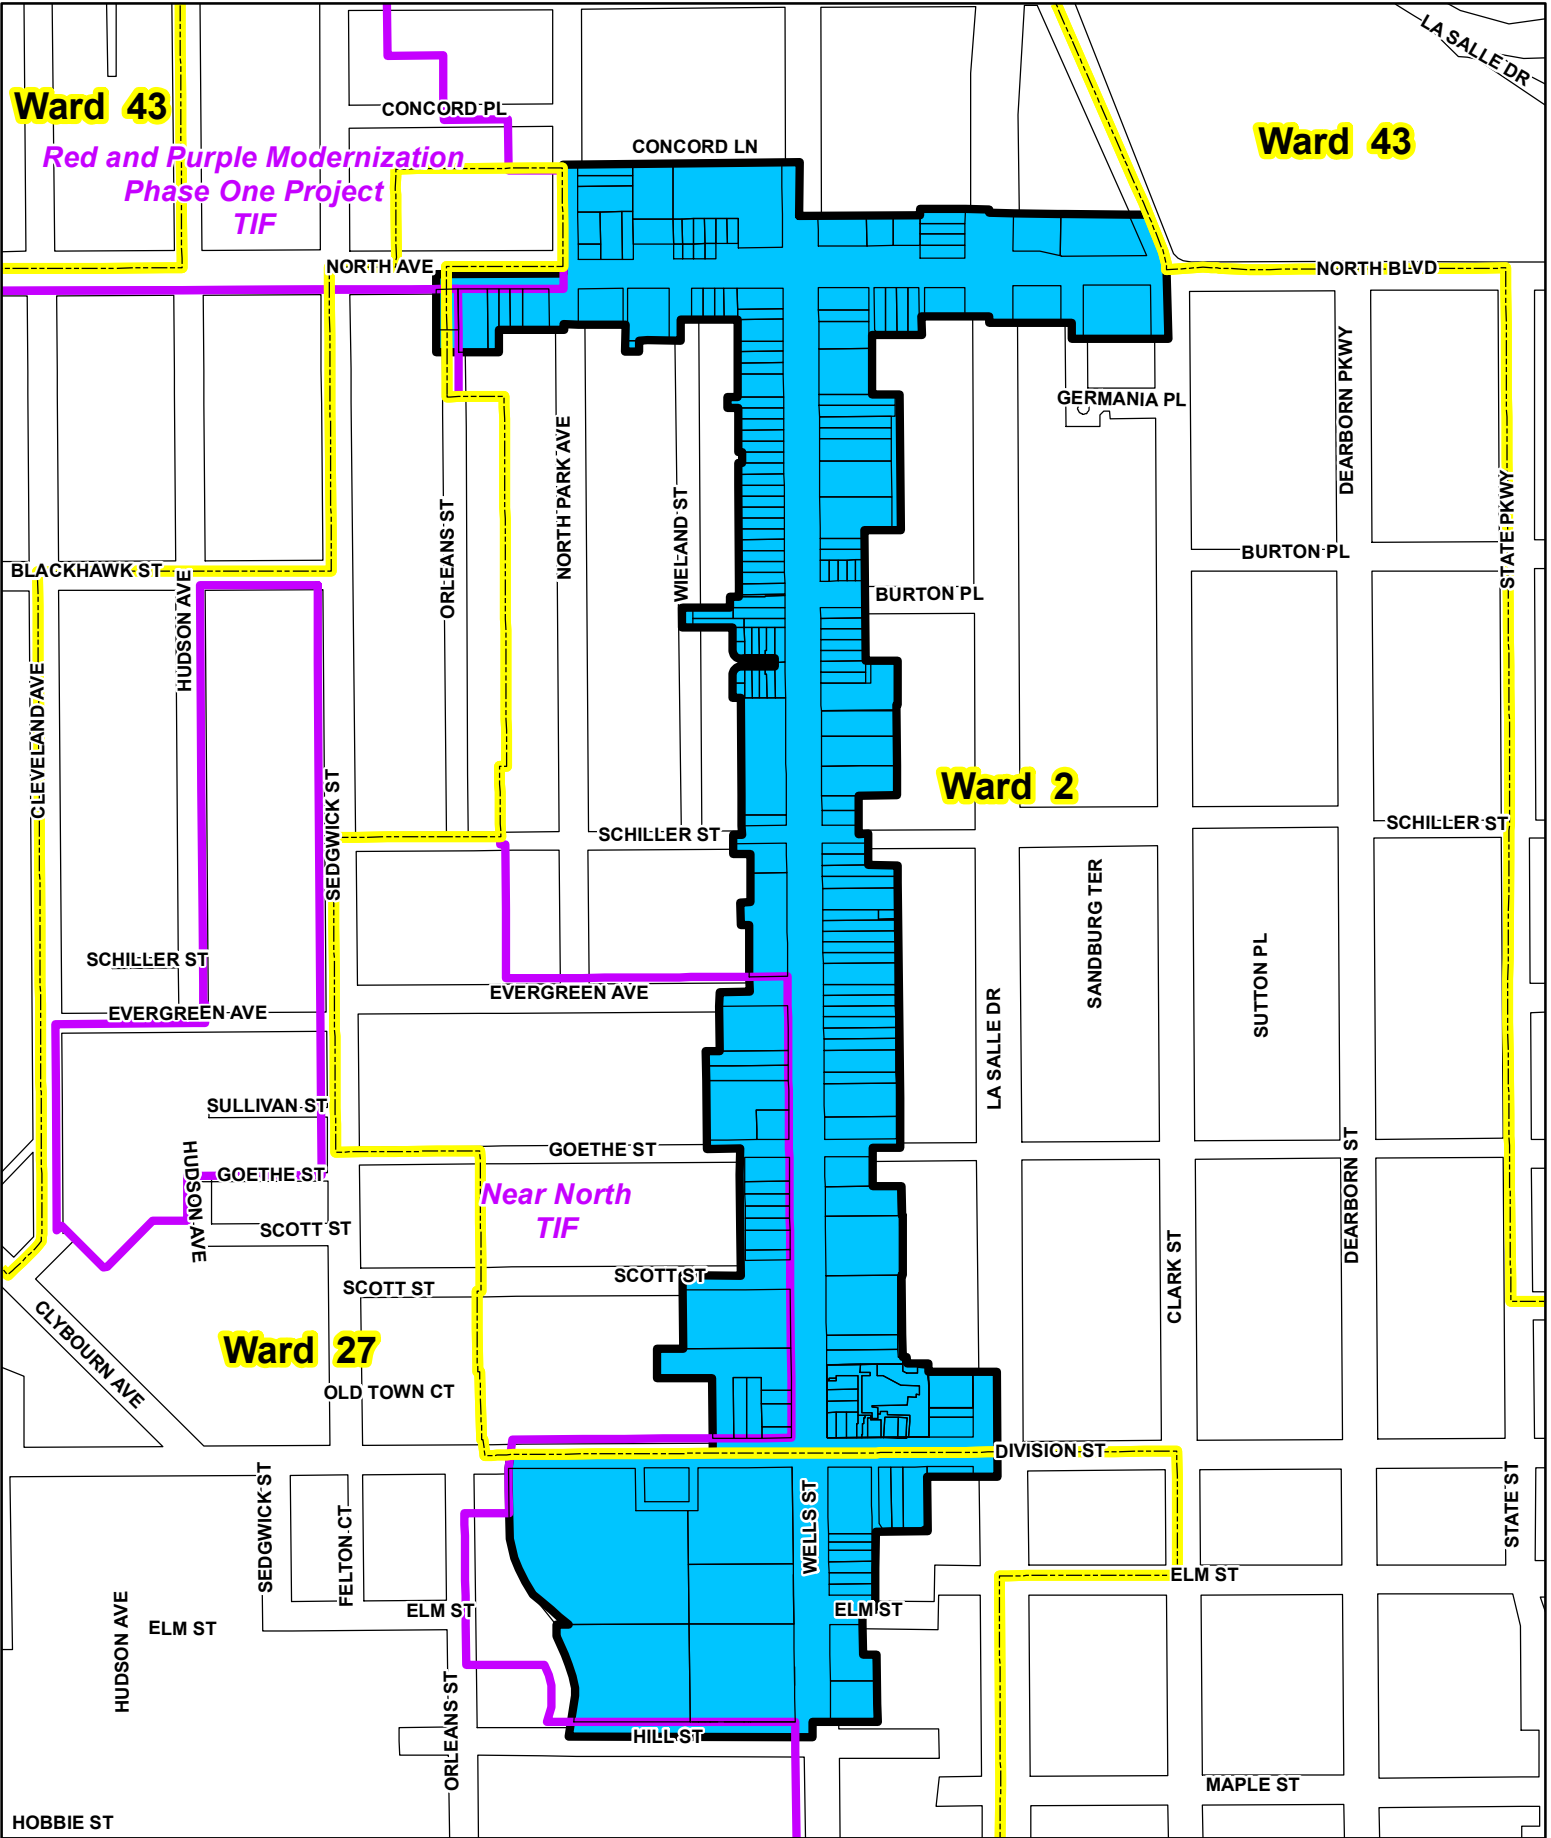 LA SALLE DR
Ward 43
CONCORD PL
Ward 43
CONCORD LN
Red and Purple Modernization
Phase One Project
TIF
NORTH AVE
NORTH BLVD
GERMANIA PL
DEARBORN PKWY
NORTH PARK AVE
STATE PKWY
ORLEANS ST
WIELAND ST
BURTON PL
BLACKHAWK ST
BURTON PL
HUDSON AVE
CLEVELAND AVE
Ward 2
SEDGWICK ST
SCHILLER ST
SCHILLER ST
SANDBURG TER
SUTTON PL
SCHILLER ST
EVERGREEN AVE
EVERGREEN AVE
LA SALLE DR
SULLIVAN ST
GOETHE ST
HUDSON AVE
GOETHE ST
DEARBORN ST
Near North
TIF
SCOTT ST
CLARK ST
SCOTT ST
SCOTT ST
CLYBOURN AVE
Ward 27
OLD TOWN CT
DIVISION ST
SEDGWICK ST
FELTON CT
WELLS ST
STATE ST
ELM ST
ELM ST
ELM ST
ELM ST
HUDSON AVE
ORLEANS ST
HILL ST
MAPLE ST
HOBBIE ST